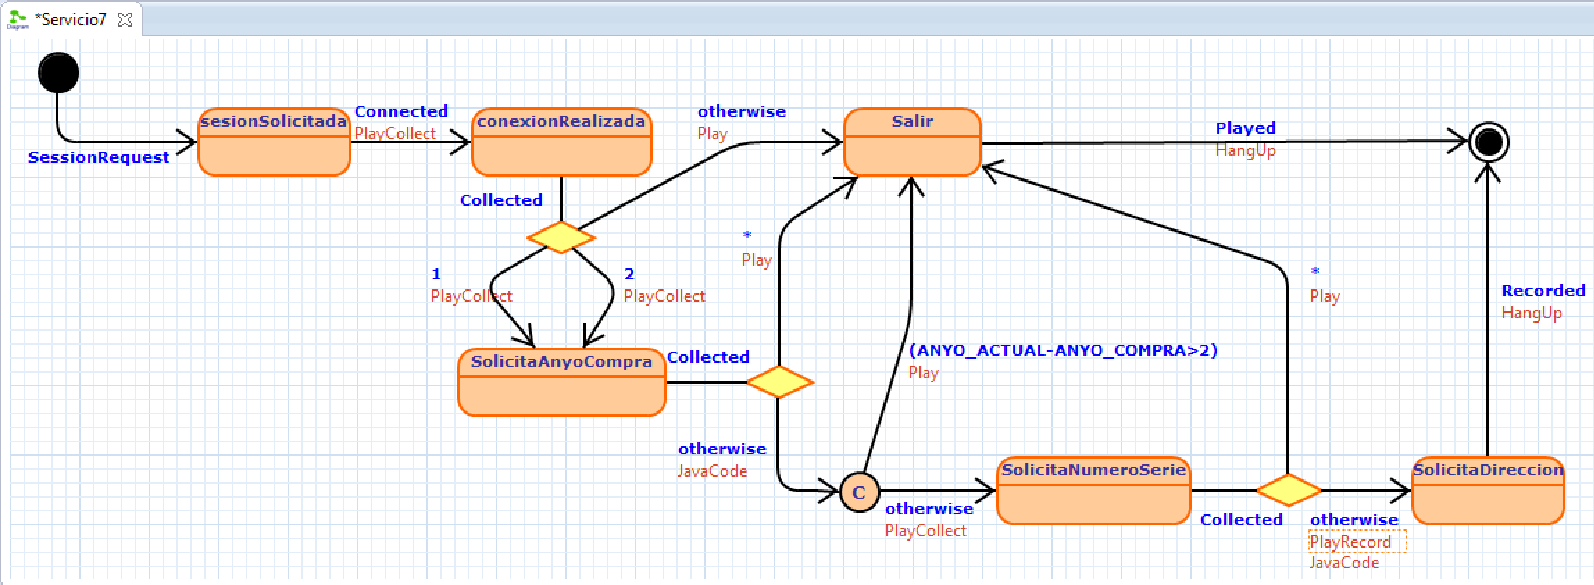 *Servicio7
Diagram
SessionRequest
sesionSolicitada
Connected
PlayCollect
conexionRealizada
otherwise
Play
Salir
Played
HangUp
Collected
1
PlayCollect
2
PlayCollect
SolicitaAnyoCompra
Collected
*
Play
otherwise
JavaCode
C
(ANYO_ACTUAL-ANYO_COMPRA>2)
Play
otherwise
PlayCollect
SolicitaNumeroSerie
Collected
*
Play
otherwise
PlayRecord
JavaCode
SolicitaDireccion
Recorded
HangUp